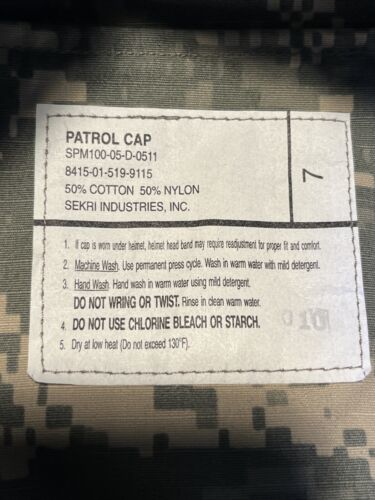 PATROL CAP
SPM100-05-D-0511
8415-01-519-9115
50% COTTON 50% NYLON
SEKRI INDUSTRIES, INC.
7
1. If cap is worn under helmet, helmet head band may require readjustment for proper fit and comfort.
2. Machine Wash. Use permanent press cycle. Wash in warm water with mild detergent.
3. Hand Wash. Hand wash in warm water using mild detergent.
DO NOT WRING OR TWIST. Rinse in clean warm water.
4. DO NOT USE CHLORINE BLEACH OR STARCH.
5. Dry at low heat (Do not exceed 130°F).